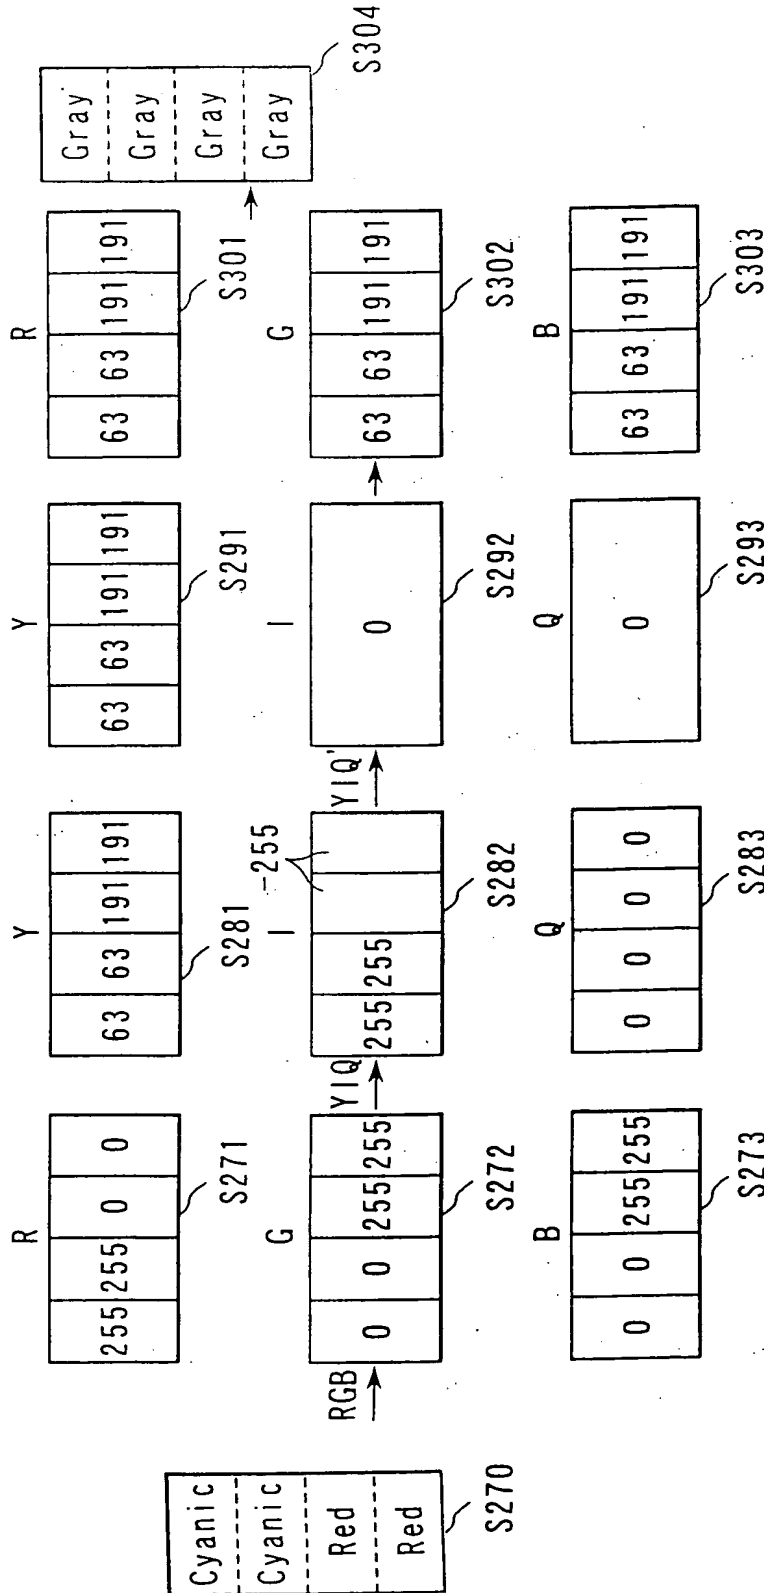 Cyanic
Cyanic
Red
Red
S270
RGB
R
255 255 0 0
S271
G
0 0 255 255
S272
B
0 0 255 255
S273
YIQ
Y
63 63 191 191
S281
I
255 255
-255
S282
Q
0 0 0 0
S283
YIQ'
Y
63 63 191 191
S291
I
0
S292
Q
0
S293
R
63 63 191 191
S301
G
63 63 191 191
S302
B
63 63 191 191
S303
Gray
Gray
Gray
Gray
S304